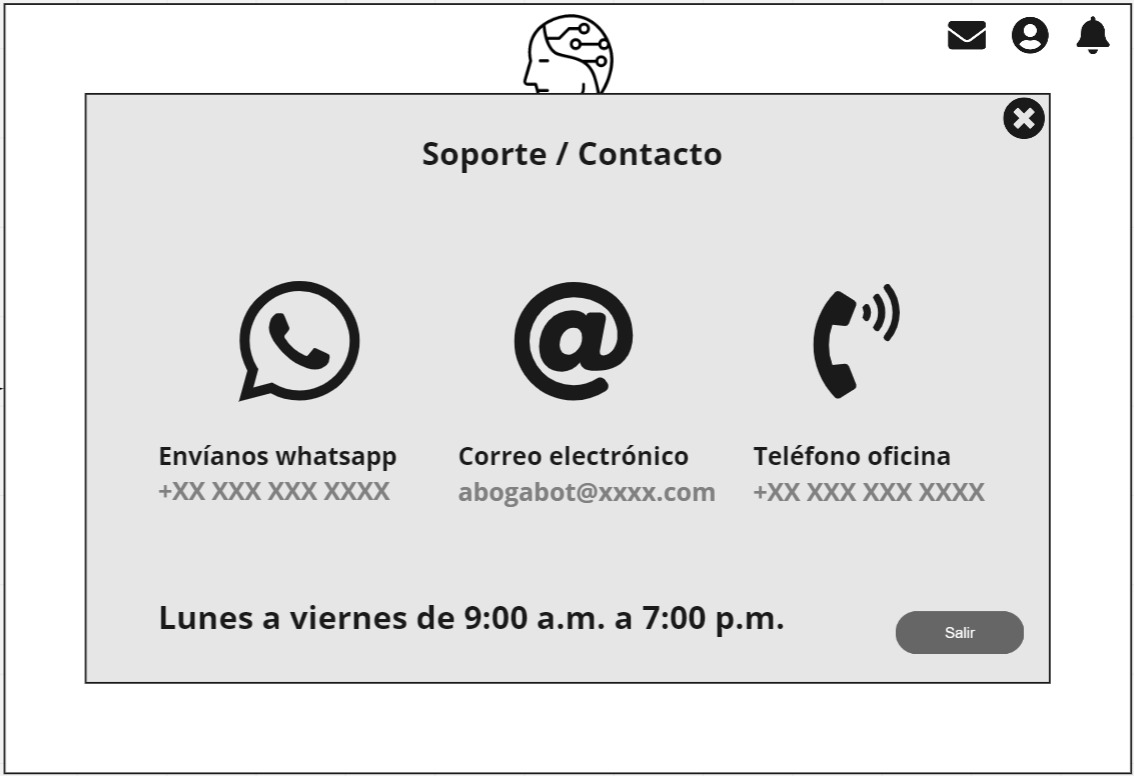 Soporte / Contacto
Envíanos whatsapp
+XX XXX XXX XXXX
Correo electrónico
abogabot@xxxx.com
Teléfono oficina
+XX XXX XXX XXXX
Lunes a viernes de 9:00 a.m. a 7:00 p.m.
Salir